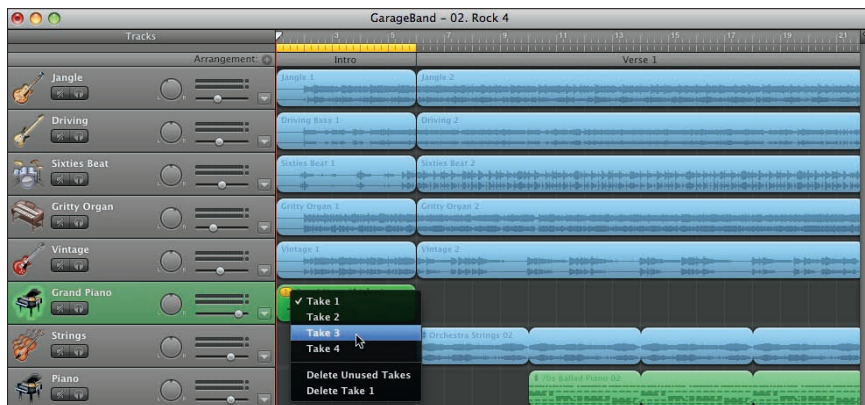 GarageBand – 02. Rock 4
Tracks
3 5 7 9 11 13 15 17 19 21
Arrangement:
Intro
Verse 1
Jangle
Jangle 1
Jangle 2
Driving
Driving Bass 1
Driving 2
Sixties Beat
Sixties Beat 1
Sixties Beat 2
Gritty Organ
Gritty Organ 1
Gritty Organ 2
Vintage
Vintage 1
Vintage 2
Grand Piano
✓ Take 1
Take 2
Take 3
Take 4
Delete Unused Takes
Delete Take 1
Strings
Orchestra Strings 02
Piano
70s Ballad Piano 02